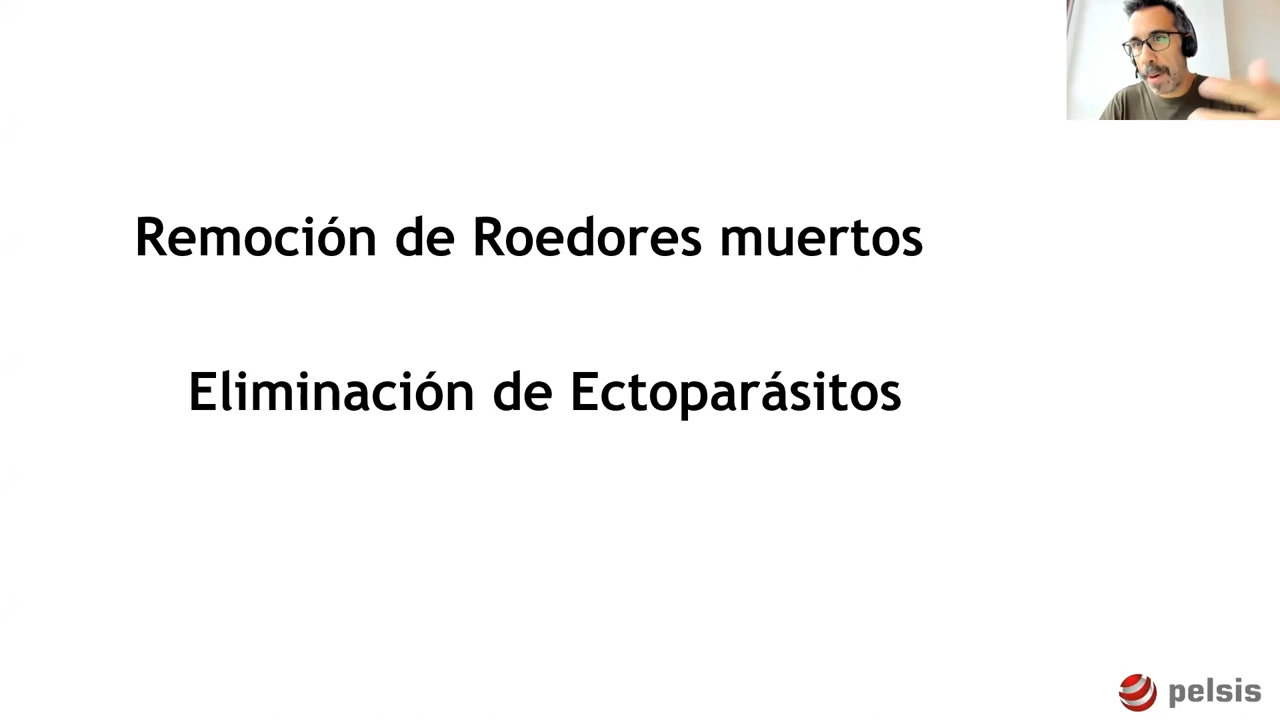 Remoción de Roedores muertos
Eliminación de Ectoparásitos
pelsis